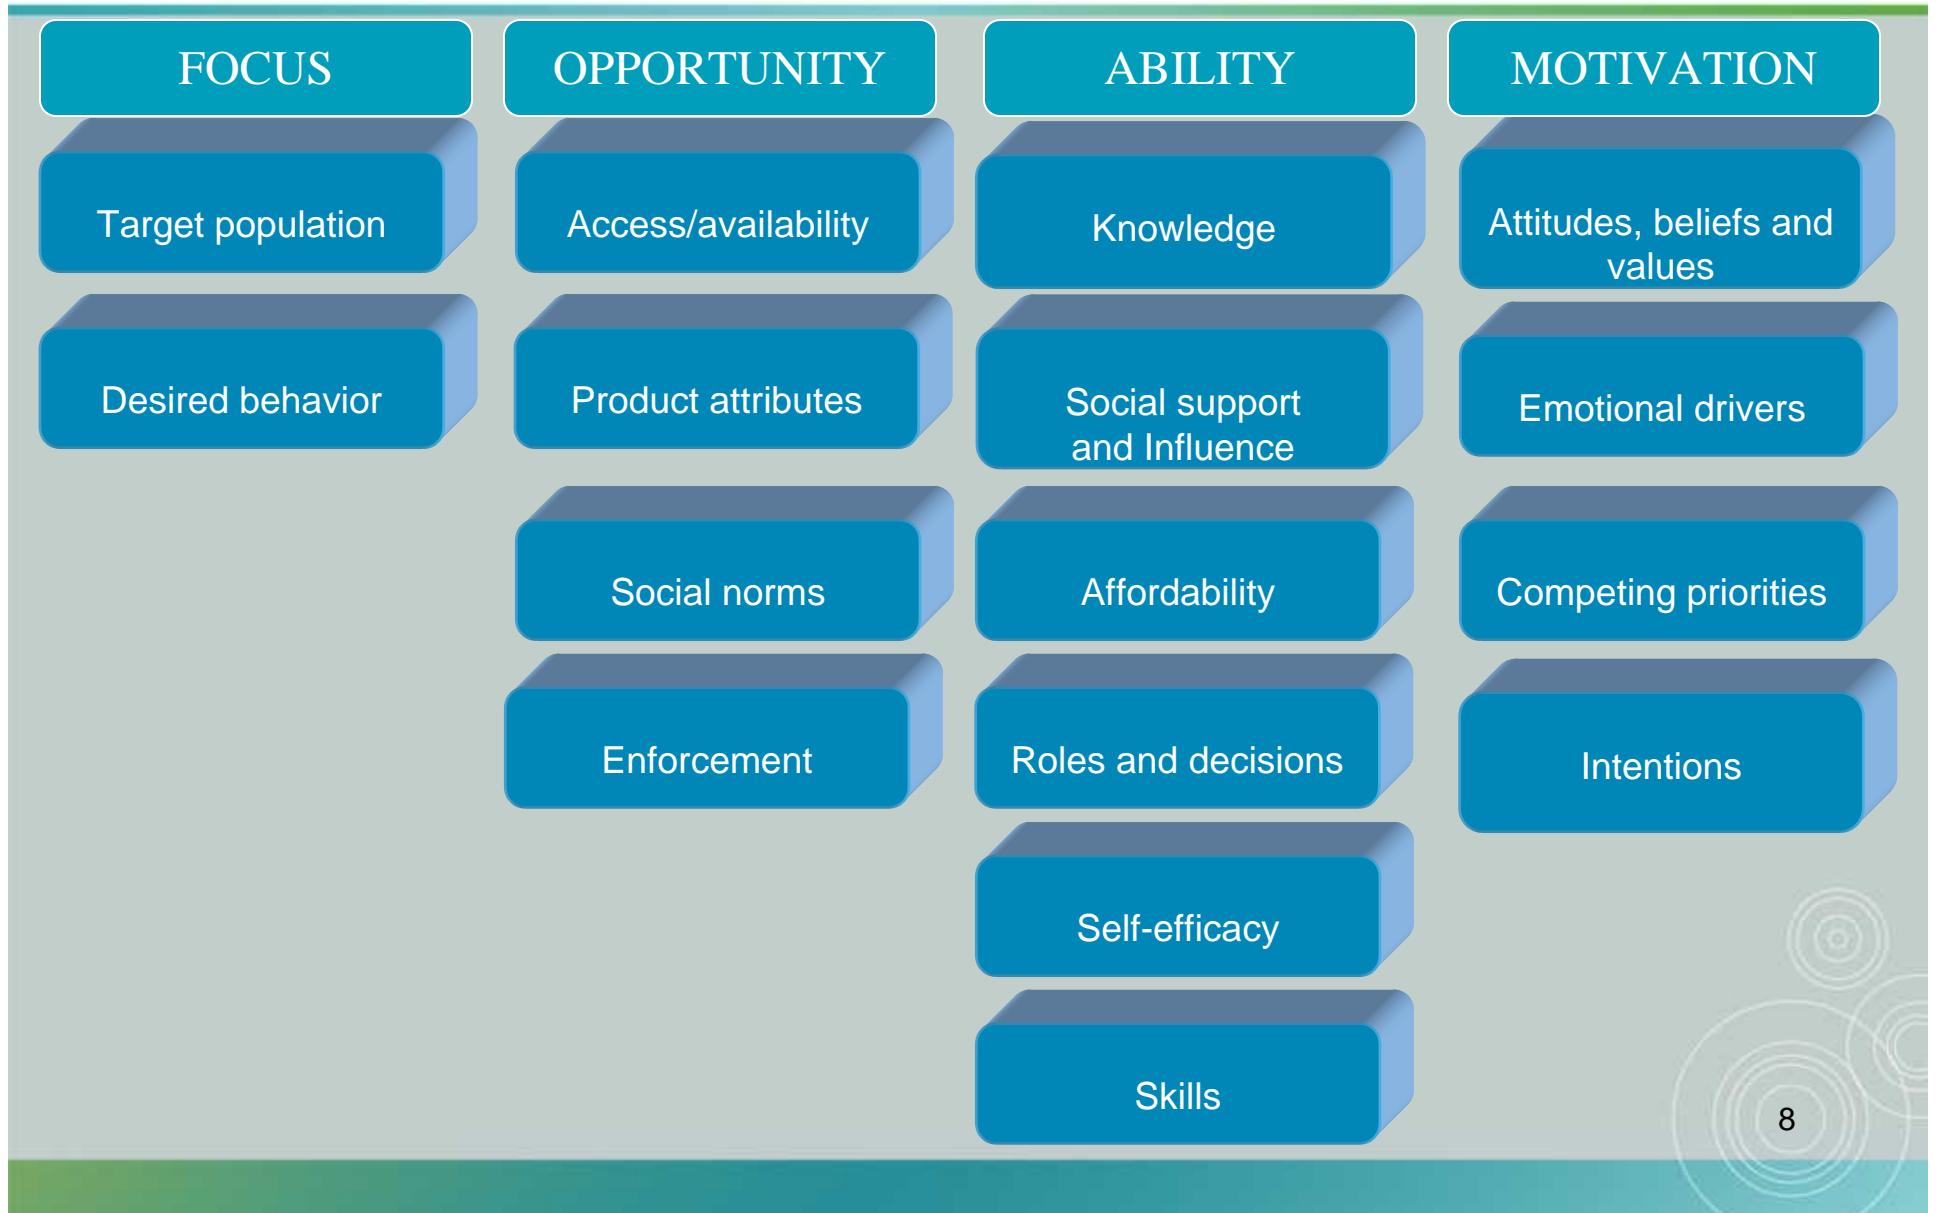 FOCUS
OPPORTUNITY
ABILITY
MOTIVATION
Target population
Access/availability
Knowledge
Attitudes, beliefs and
values
Desired behavior
Product attributes
Social support
and Influence
Emotional drivers
Social norms
Affordability
Competing priorities
Enforcement
Roles and decisions
Intentions
Self-efficacy
Skills
8